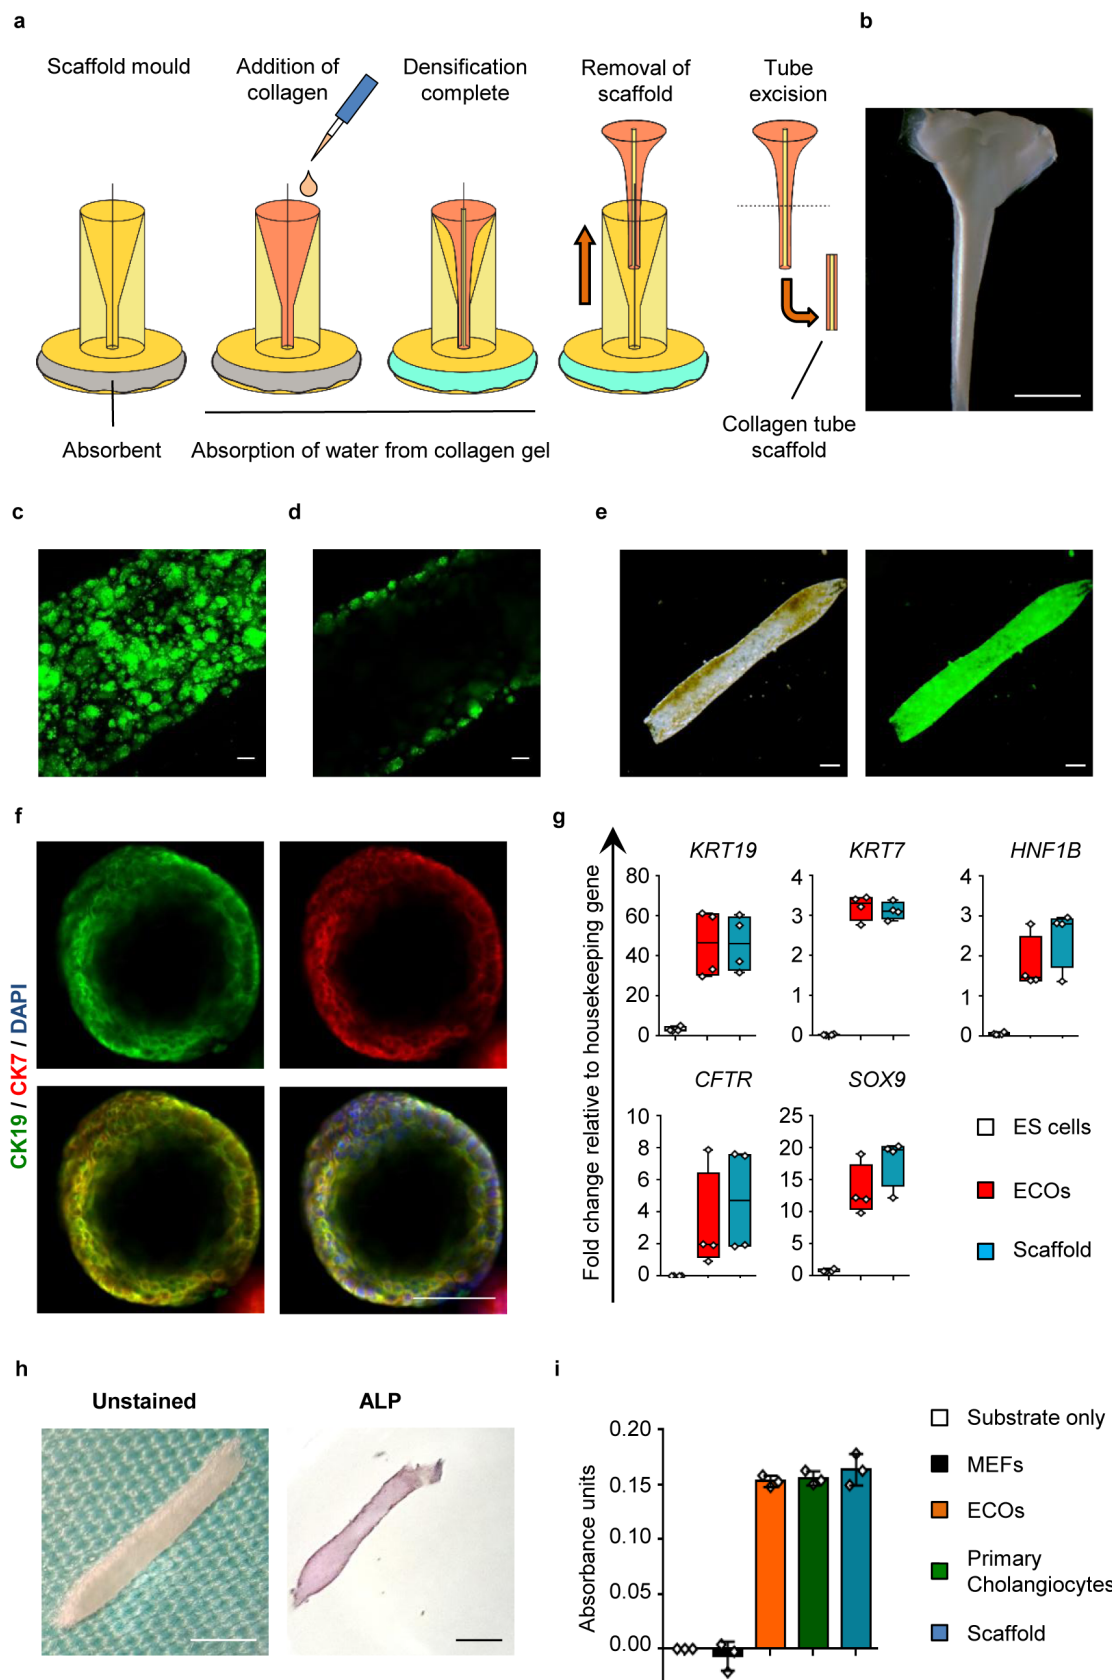 a
Scaffold mould
Addition of
collagen
Densification
complete
Removal of
scaffold
Tube
excision
Absorbent
Absorption of water from collagen gel
Collagen tube
scaffold
b
c
d
e
f
CK19 / CK7 / DAPI
g
Fold change relative to housekeeping gene
KRT19
80
60
40
20
0
KRT7
4
3
2
1
0
HNF1B
4
3
2
1
0
CFTR
10
8
6
4
2
0
SOX9
25
20
15
10
5
0
ES cells
ECOs
Scaffold
h
Unstained
ALP
i
Absorbance units
0.20
0.15
0.10
0.05
0.00
Substrate only
MEFs
ECOs
Primary
Cholangiocytes
Scaffold